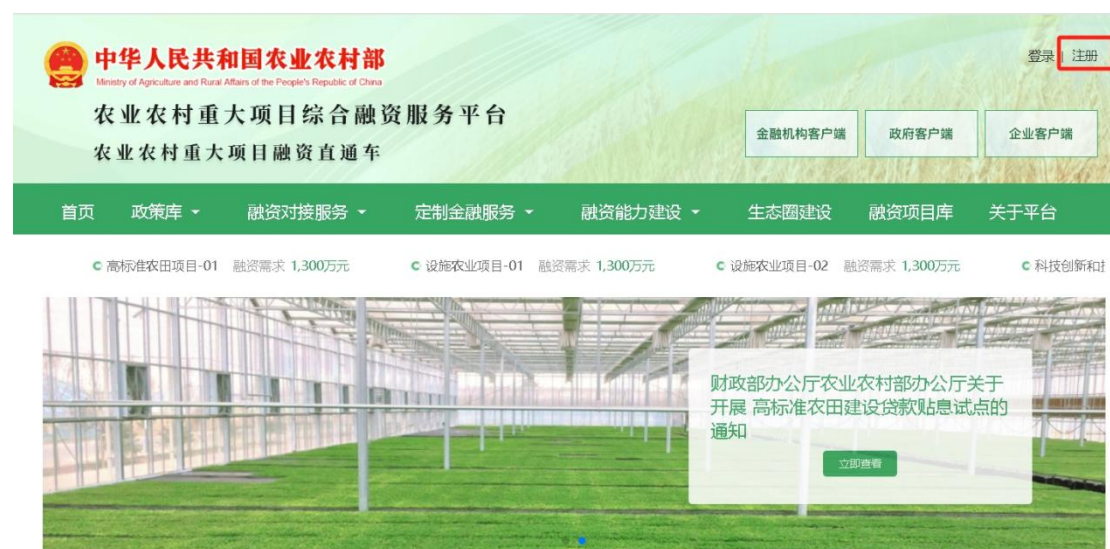 中华人民共和国农业农村部
Ministry of Agriculture and Rural Affairs of the People's Republic of China
农业农村重大项目综合融资服务平台
农业农村重大项目融资直通车
登录 | 注册
金融机构客户端 政府客户端 企业客户端
首页 政策库 融资对接服务 定制金融服务 融资能力建设 生态圈建设 融资项目库 关于平台
高标准农田项目-01 融资需求 1,300万元 设施农业项目-01 融资需求 1,300万元 设施农业项目-02 融资需求 1,300万元 科技创新和
财政部办公厅农业农村部办公厅关于
开展 高标准农田建设贷款贴息试点的
通知
立即查看